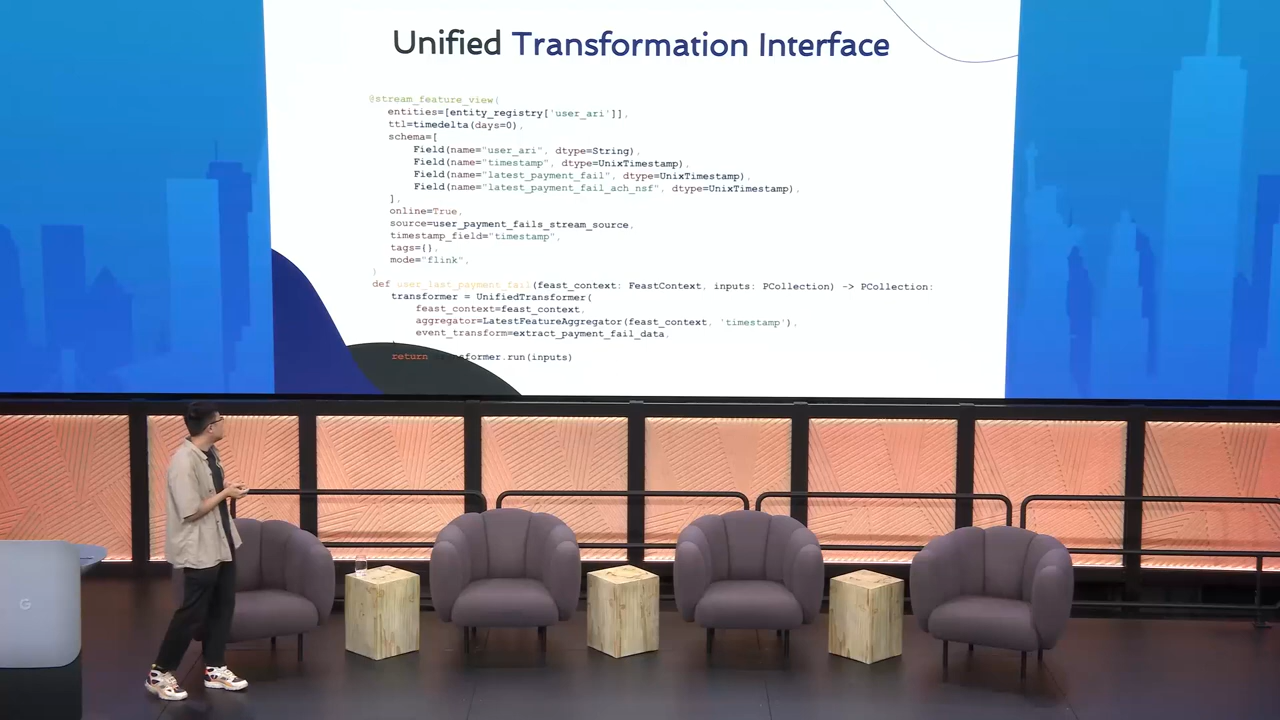 Unified Transformation Interface
@stream_feature_view(
entities=[entity_registry['user_ari']],
ttl=timedelta(days=0),
schema=[
Field(name="user_ari", dtype=String),
Field(name="timestamp", dtype=UnixTimestamp),
Field(name="latest_payment_fail", dtype=UnixTimestamp),
Field(name="latest_payment_fail_ach_nsf", dtype=UnixTimestamp),
],
online=True,
source=user_payment_fails_stream_source,
timestamp_field="timestamp",
tags={},
mode="flink",
)
def user_last_payment_fail(feast_context: FeastContext, inputs: PCollection) -> PCollection:
transformer = UnifiedTransformer(
feast_context=feast_context,
aggregator=LatestFeatureAggregator(feast_context, 'timestamp'),
event_transform=extract_payment_fail_data,
)
return transformer.run(inputs)
G